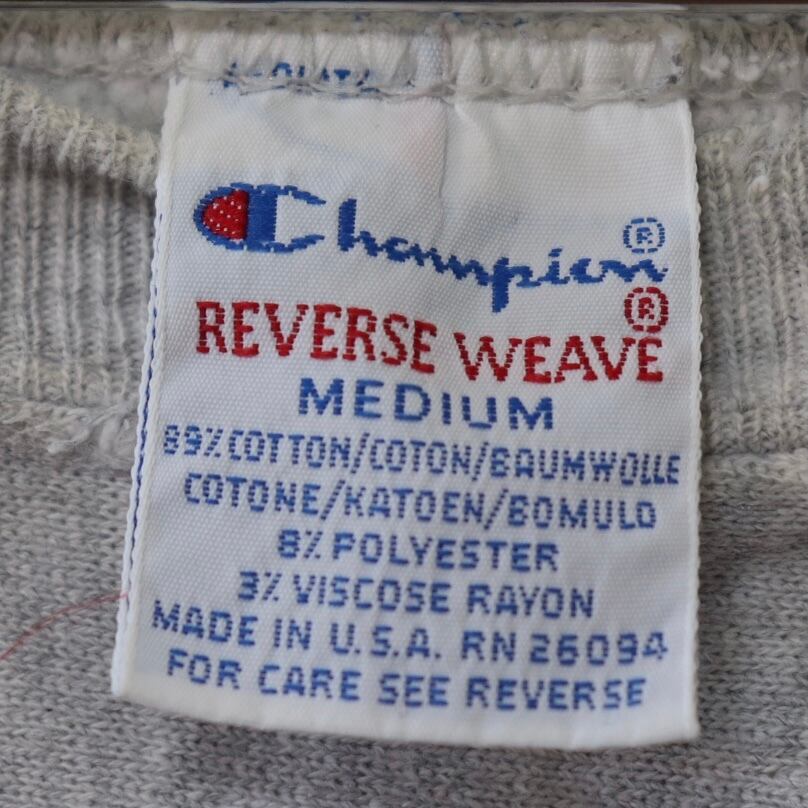 Champion®
REVERSE WEAVE®
MEDIUM
89% COTTON/COTON/BAUMWOLLE
COTONE/KATOEN/BOMULD
8% POLYESTER
3% VISCOSE RAYON
MADE IN U.S.A. RN 26094
FOR CARE SEE REVERSE